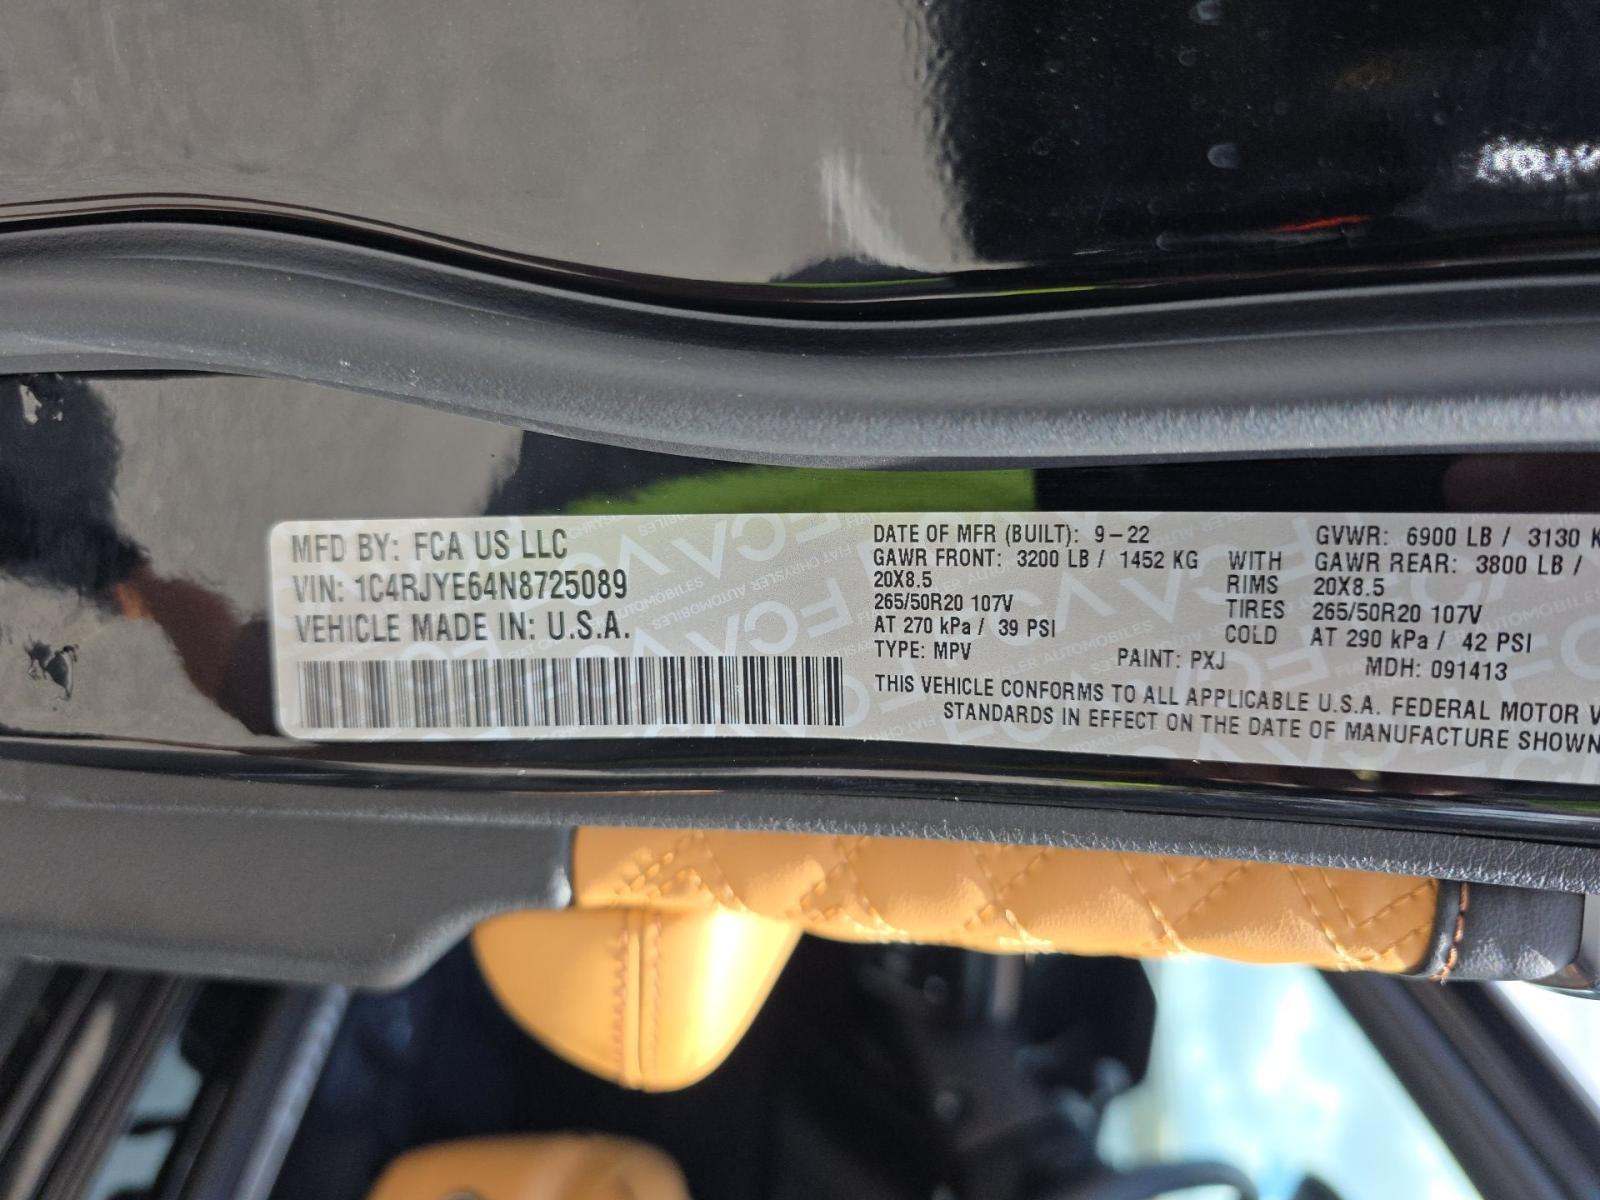 MFD BY: FCA US LLC
VIN: 1C4RJYE64N8725089
VEHICLE MADE IN: U.S.A.
DATE OF MFR (BUILT): 9-22 GVWR: 6900 LB / 3130
GAWR FRONT: 3200 LB / 1452 KG WITH GAWR REAR: 3800 LB /
20X8.5 RIMS 20X8.5
265/50R20 107V TIRES 265/50R20 107V
AT 270 kPa / 39 PSI COLD AT 290 kPa / 42 PSI
TYPE: MPV PAINT: PXJ MDH: 091413
THIS VEHICLE CONFORMS TO ALL APPLICABLE U.S.A. FEDERAL MOTOR
STANDARDS IN EFFECT ON THE DATE OF MANUFACTURE SHOWN